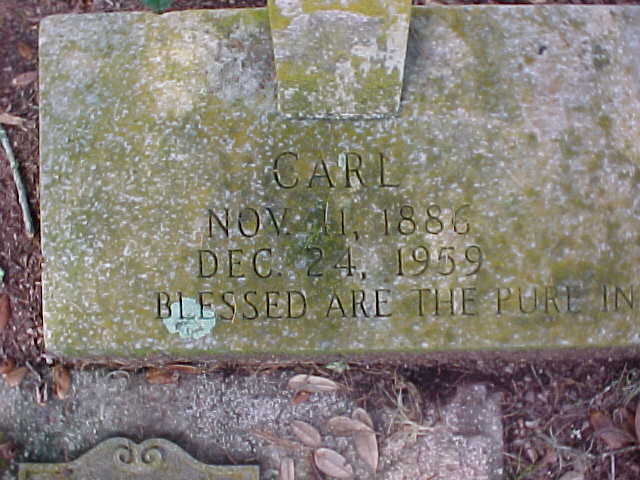 CARL
NOV. 11, 1886
DEC. 24, 1959
BLESSED ARE THE PURE IN